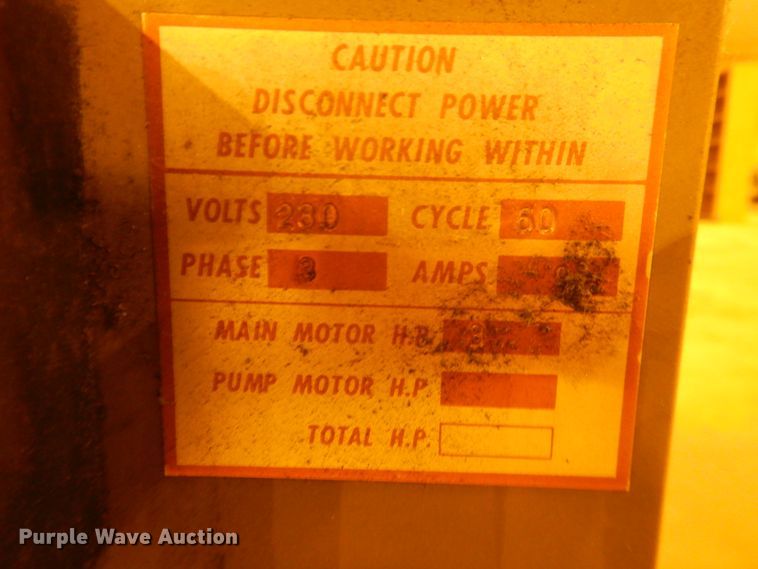 CAUTION
DISCONNECT POWER
BEFORE WORKING WITHIN
VOLTS 230 CYCLE 60
PHASE 3 AMPS
MAIN MOTOR H.P. 3
PUMP MOTOR H.P
TOTAL H.P.
Purple Wave Auction